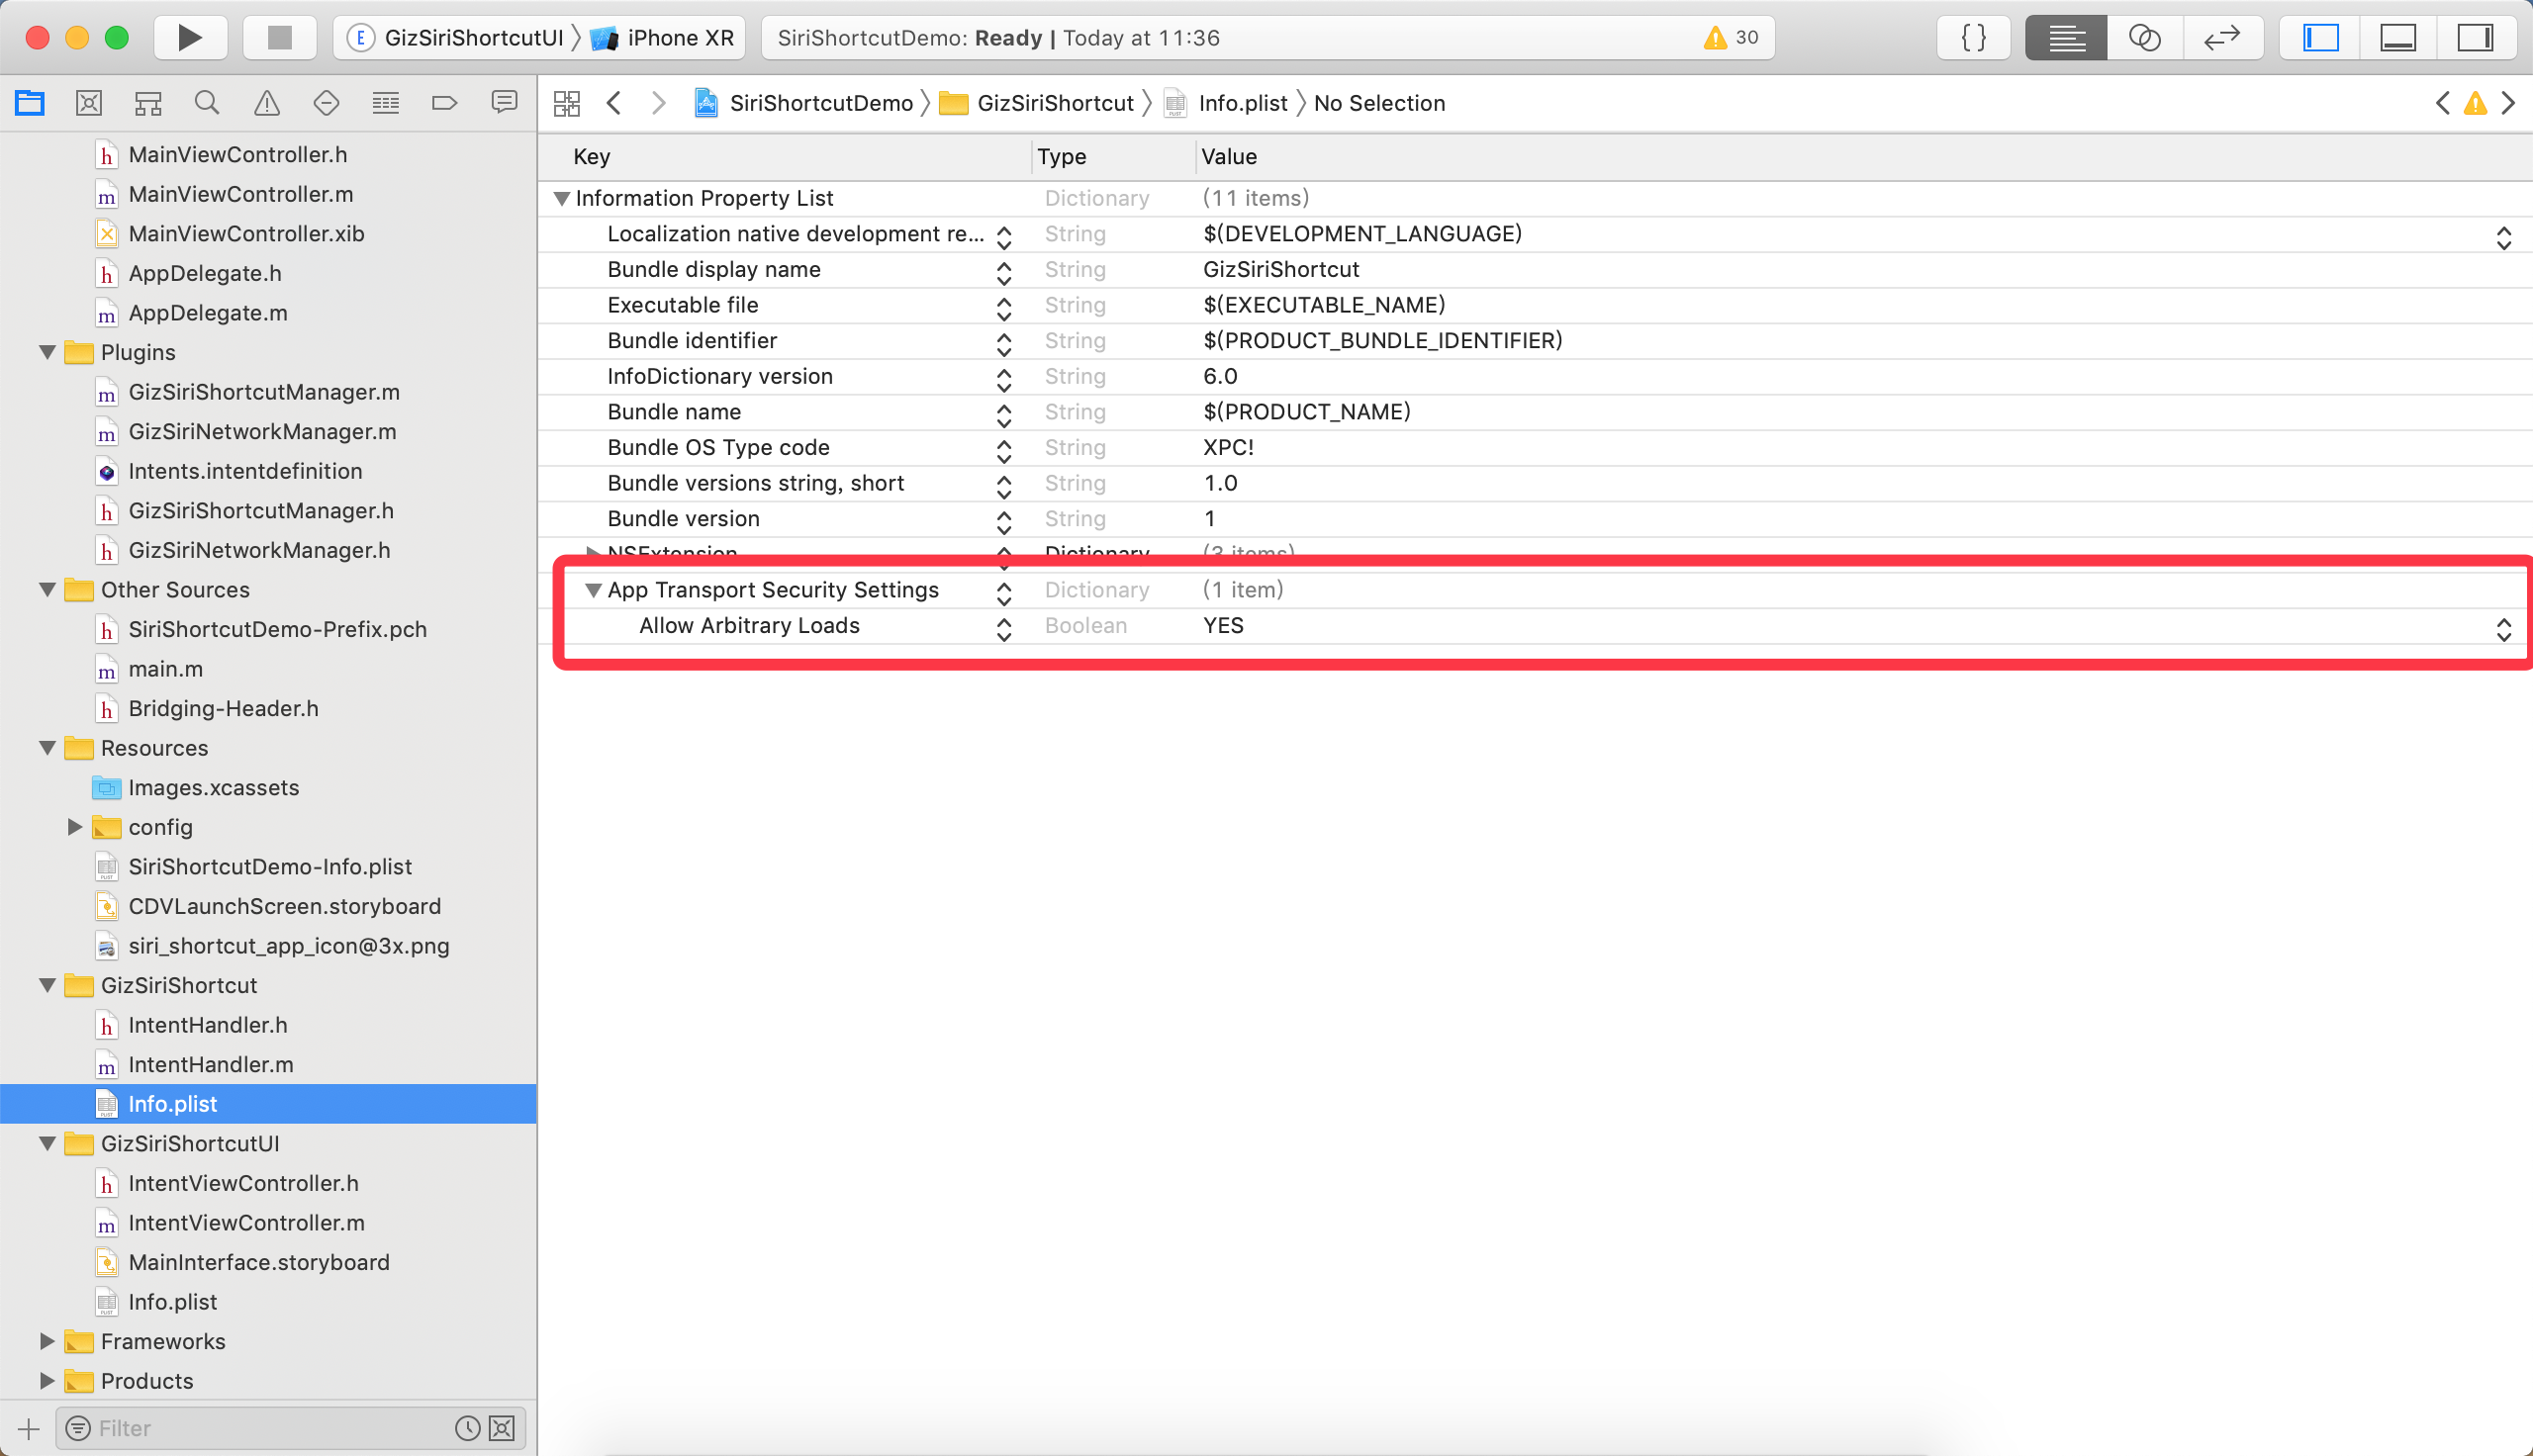 GizSiriShortcutUI iPhone XR
SiriShortcutDemo: Ready | Today at 11:36
30
SiriShortcutDemo GizSiriShortcut Info.plist No Selection
MainViewController.h
MainViewController.m
MainViewController.xib
AppDelegate.h
AppDelegate.m
Plugins
GizSiriShortcutManager.m
GizSiriNetworkManager.m
Intents.intentdefinition
GizSiriShortcutManager.h
GizSiriNetworkManager.h
Other Sources
SiriShortcutDemo-Prefix.pch
main.m
Bridging-Header.h
Resources
Images.xcassets
config
SiriShortcutDemo-Info.plist
CDVLaunchScreen.storyboard
siri_shortcut_app_icon@3x.png
GizSiriShortcut
IntentHandler.h
IntentHandler.m
Info.plist
GizSiriShortcutUI
IntentViewController.h
IntentViewController.m
MainInterface.storyboard
Info.plist
Frameworks
Products
Filter
Key Type Value
Information Property List Dictionary (11 items)
Localization native development re... String $(DEVELOPMENT_LANGUAGE)
Bundle display name String GizSiriShortcut
Executable file String $(EXECUTABLE_NAME)
Bundle identifier String $(PRODUCT_BUNDLE_IDENTIFIER)
InfoDictionary version String 6.0
Bundle name String $(PRODUCT_NAME)
Bundle OS Type code String XPC!
Bundle versions string, short String 1.0
Bundle version String 1
NSExtension Dictionary (3 items)
App Transport Security Settings Dictionary (1 item)
Allow Arbitrary Loads Boolean YES